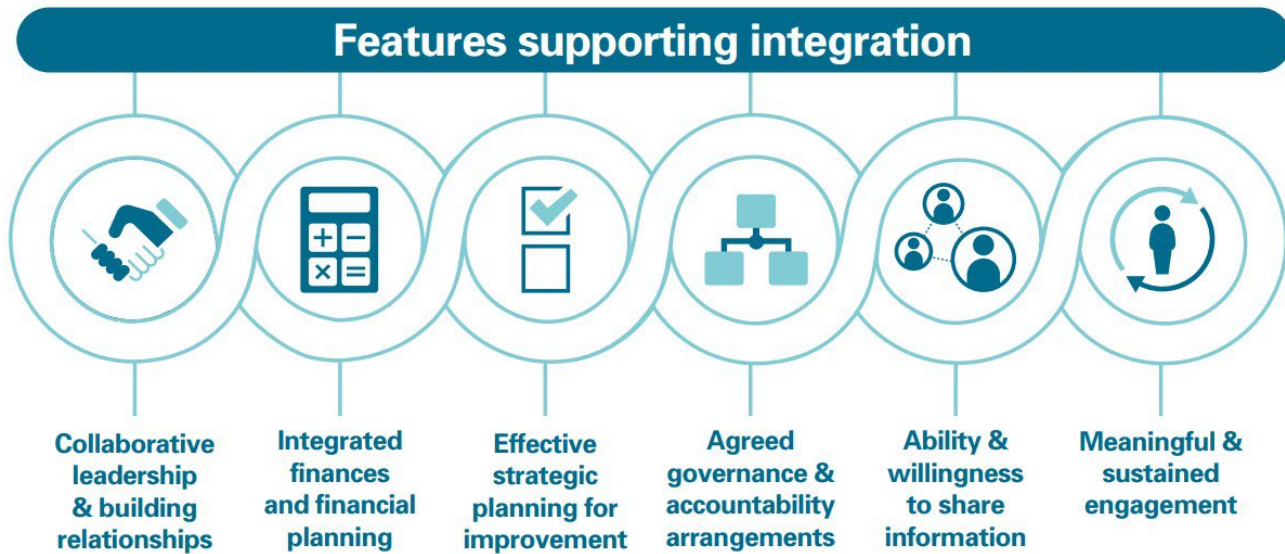 Features supporting integration
Collaborative
leadership
& building
relationships
Integrated
finances
and financial
planning
Effective
strategic
planning for
improvement
Agreed
governance &
accountability
arrangements
Ability &
willingness
to share
information
Meaningful &
sustained
engagement